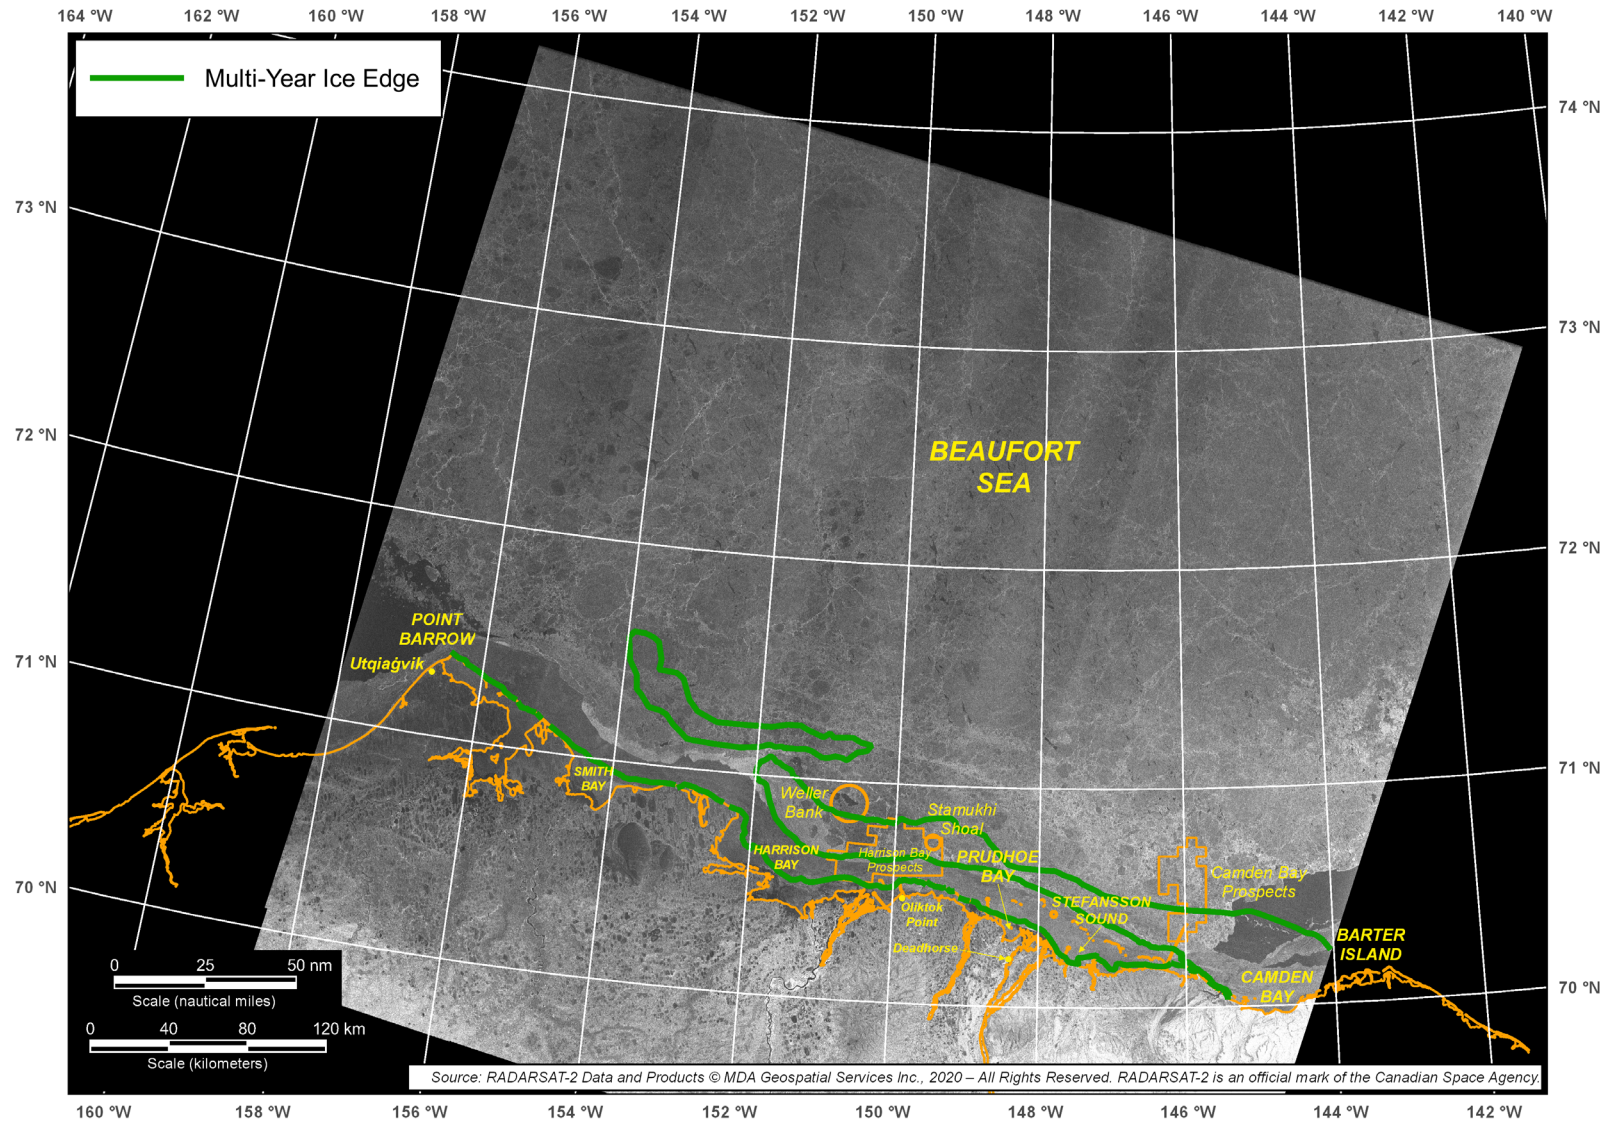 164 °W 162 °W 160 °W 158 °W 156 °W 154 °W 152 °W 150 °W 148 °W 146 °W 144 °W 142 °W 140 °W
Multi-Year Ice Edge
74 °N
73 °N
73 °N
72 °N
BEAUFORT
SEA
72 °N
POINT
BARROW
Utqiaġvik
71 °N
71 °N
SMITH
BAY
Weller
Bank
Stamukhi
Shoal
HARRISON
BAY
Harrison Bay
Prospects
PRUDHOE
BAY
Camden Bay
Prospects
70 °N
STEFANSSON
SOUND
Oliktok
Point
Deadhorse
BARTER
ISLAND
CAMDEN
BAY
70 °N
0 25 50 nm
Scale (nautical miles)
0 40 80 120 km
Scale (kilometers)
Source: RADARSAT-2 Data and Products © MDA Geospatial Services Inc., 2020 – All Rights Reserved. RADARSAT-2 is an official mark of the Canadian Space Agency.
160 °W 158 °W 156 °W 154 °W 152 °W 150 °W 148 °W 146 °W 144 °W 142 °W